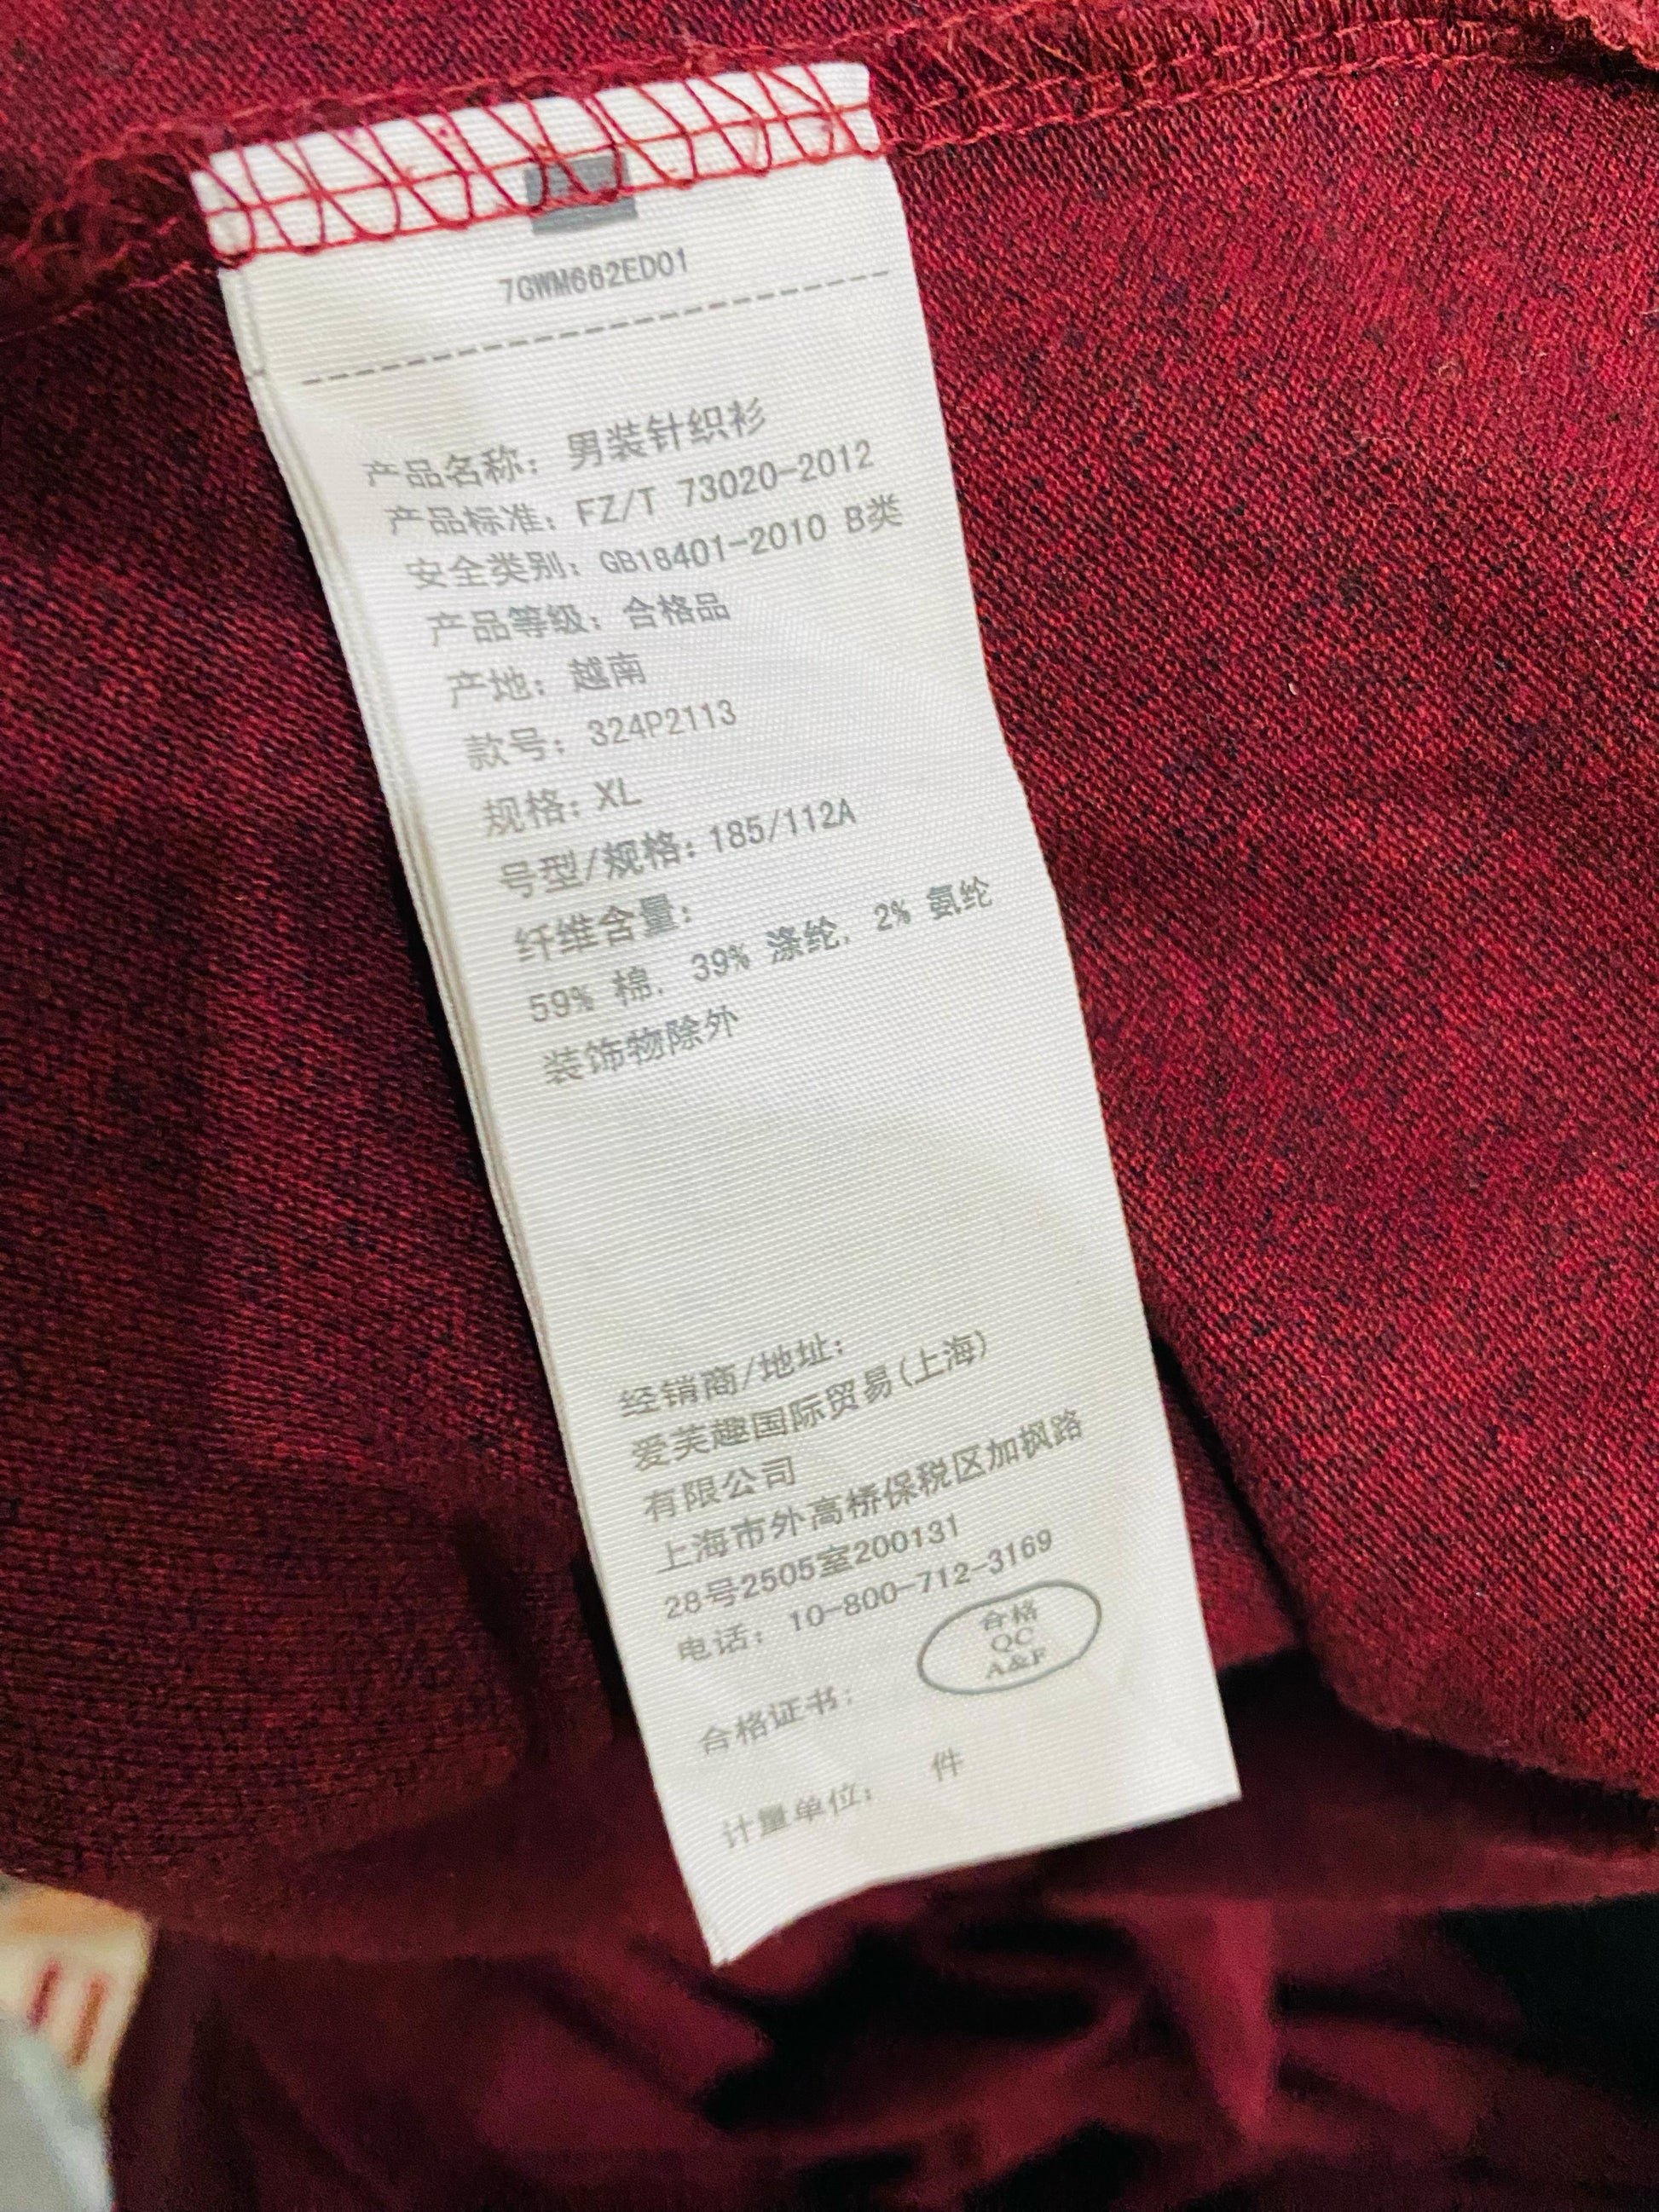 7GWM662ED01
产品名称：男装针织衫
产品标准：FZ/T 73020-2012
安全类别：GB18401-2010 B类
产品等级：合格品
产地：越南
款号：324P2113
规格：XL
号型/规格：185/112A
纤维含量：
59% 棉，39% 涤纶，2% 氨纶
装饰物除外
经销商/地址：
爱芙趣国际贸易(上海)
有限公司
上海市外高桥保税区加枫路
28号2505室200131
电话：10-800-712-3169
合格
QC
A&F
合格证书：
计量单位： 件